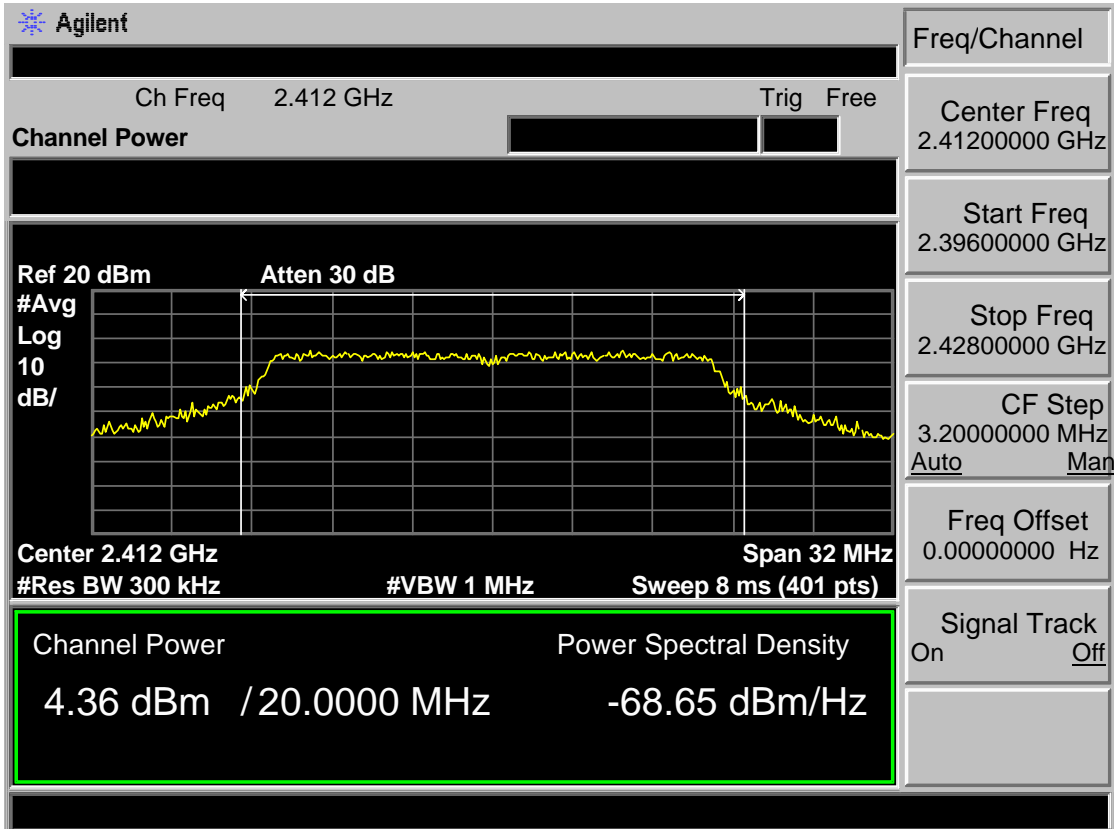 Agilent
Freq/Channel
Ch Freq 2.412 GHz Trig Free
Channel Power
Center Freq
2.41200000 GHz
Start Freq
2.39600000 GHz
Stop Freq
2.42800000 GHz
CF Step
3.20000000 MHz
Auto Man
Freq Offset
0.00000000 Hz
Signal Track
On Off
Ref 20 dBm Atten 30 dB
#Avg
Log
10
dB/
Center 2.412 GHz Span 32 MHz
#Res BW 300 kHz #VBW 1 MHz Sweep 8 ms (401 pts)
Channel Power Power Spectral Density
4.36 dBm / 20.0000 MHz -68.65 dBm/Hz